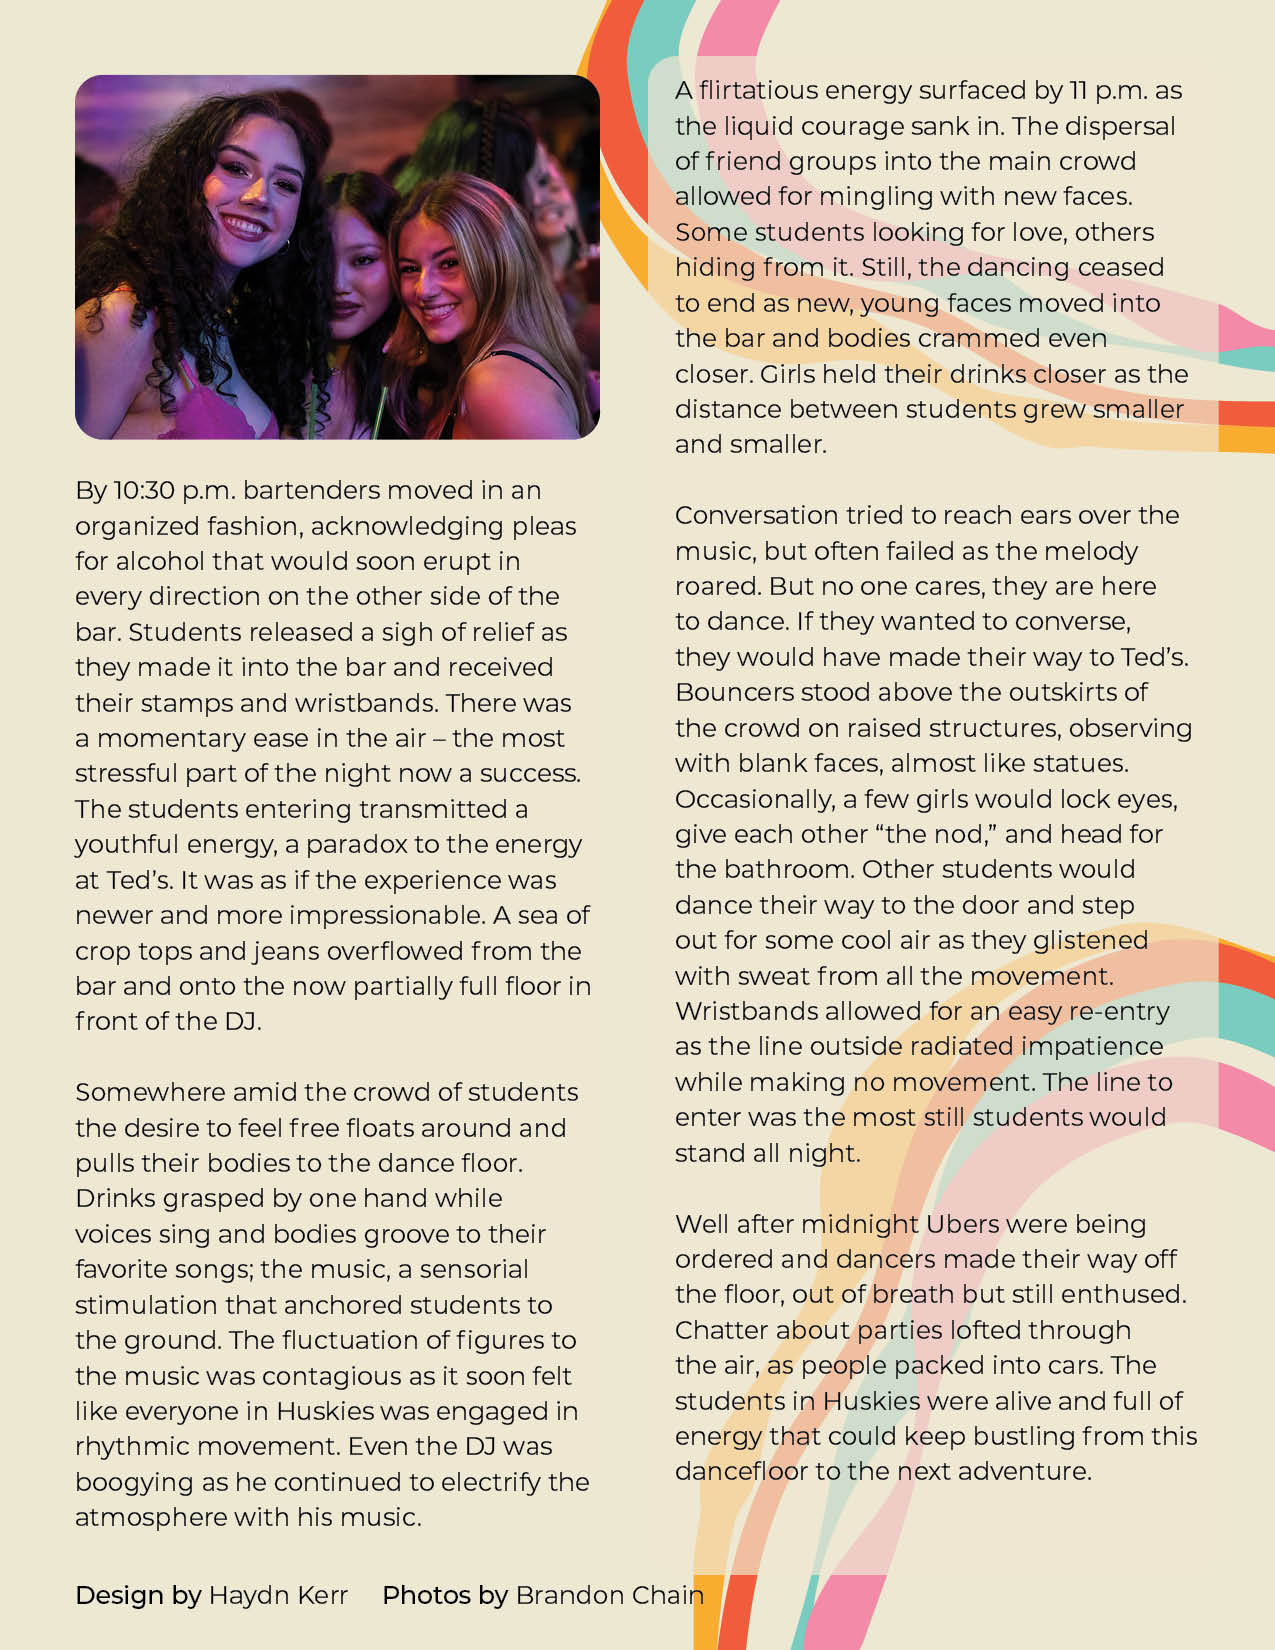 By 10:30 p.m. bartenders moved in an
organized fashion, acknowledging pleas
for alcohol that would soon erupt in
every direction on the other side of the
bar. Students released a sigh of relief as
they made it into the bar and received
their stamps and wristbands. There was
a momentary ease in the air – the most
stressful part of the night now a success.
The students entering transmitted a
youthful energy, a paradox to the energy
at Ted’s. It was as if the experience was
newer and more impressionable. A sea of
crop tops and jeans overflowed from the
bar and onto the now partially full floor in
front of the DJ.
Somewhere amid the crowd of students
the desire to feel free floats around and
pulls their bodies to the dance floor.
Drinks grasped by one hand while
voices sing and bodies groove to their
favorite songs; the music, a sensorial
stimulation that anchored students to
the ground. The fluctuation of figures to
the music was contagious as it soon felt
like everyone in Huskies was engaged in
rhythmic movement. Even the DJ was
boogying as he continued to electrify the
atmosphere with his music.
A flirtatious energy surfaced by 11 p.m. as
the liquid courage sank in. The dispersal
of friend groups into the main crowd
allowed for mingling with new faces.
Some students looking for love, others
hiding from it. Still, the dancing ceased
to end as new, young faces moved into
the bar and bodies crammed even
closer. Girls held their drinks closer as the
distance between students grew smaller
and smaller.
Conversation tried to reach ears over the
music, but often failed as the melody
roared. But no one cares, they are here
to dance. If they wanted to converse,
they would have made their way to Ted’s.
Bouncers stood above the outskirts of
the crowd on raised structures, observing
with blank faces, almost like statues.
Occasionally, a few girls would lock eyes,
give each other “the nod,” and head for
the bathroom. Other students would
dance their way to the door and step
out for some cool air as they glistened
with sweat from all the movement.
Wristbands allowed for an easy re-entry
as the line outside radiated impatience
while making no movement. The line to
enter was the most still students would
stand all night.
Well after midnight Ubers were being
ordered and dancers made their way off
the floor, out of breath but still enthused.
Chatter about parties lofted through
the air, as people packed into cars. The
students in Huskies were alive and full of
energy that could keep bustling from this
dancefloor to the next adventure.
Design by Haydn Kerr Photos by Brandon Chain